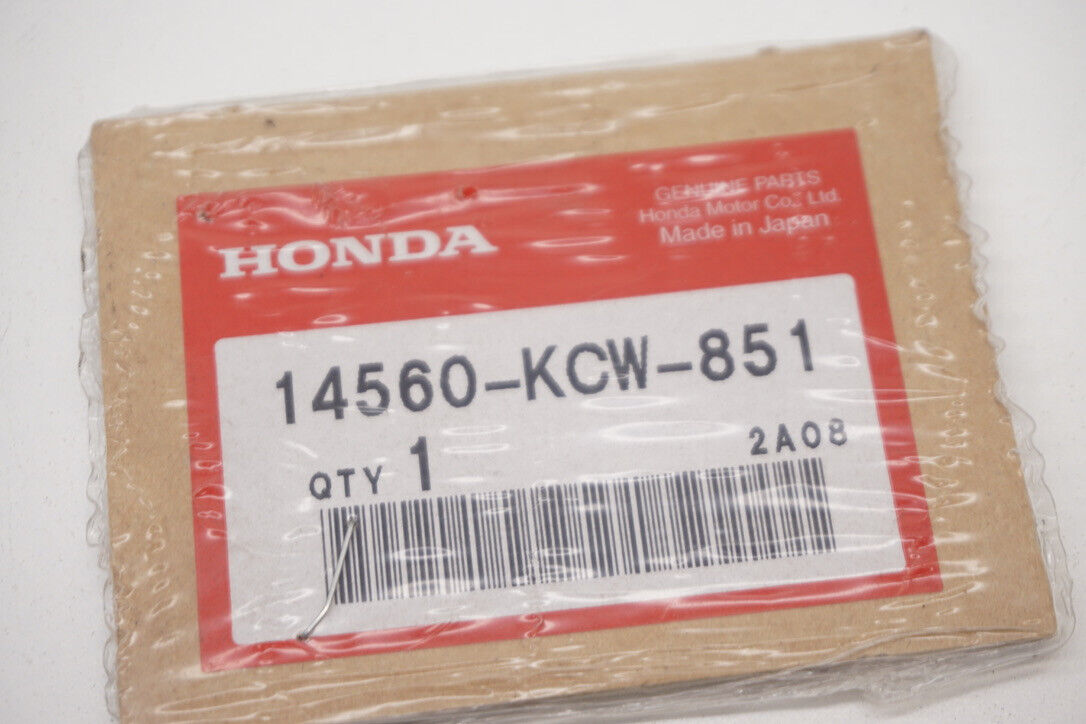 GENUINE PARTS
Honda Motor Co., Ltd.
Made in Japan
HONDA
14560-KCW-851
QTY 1
2A08